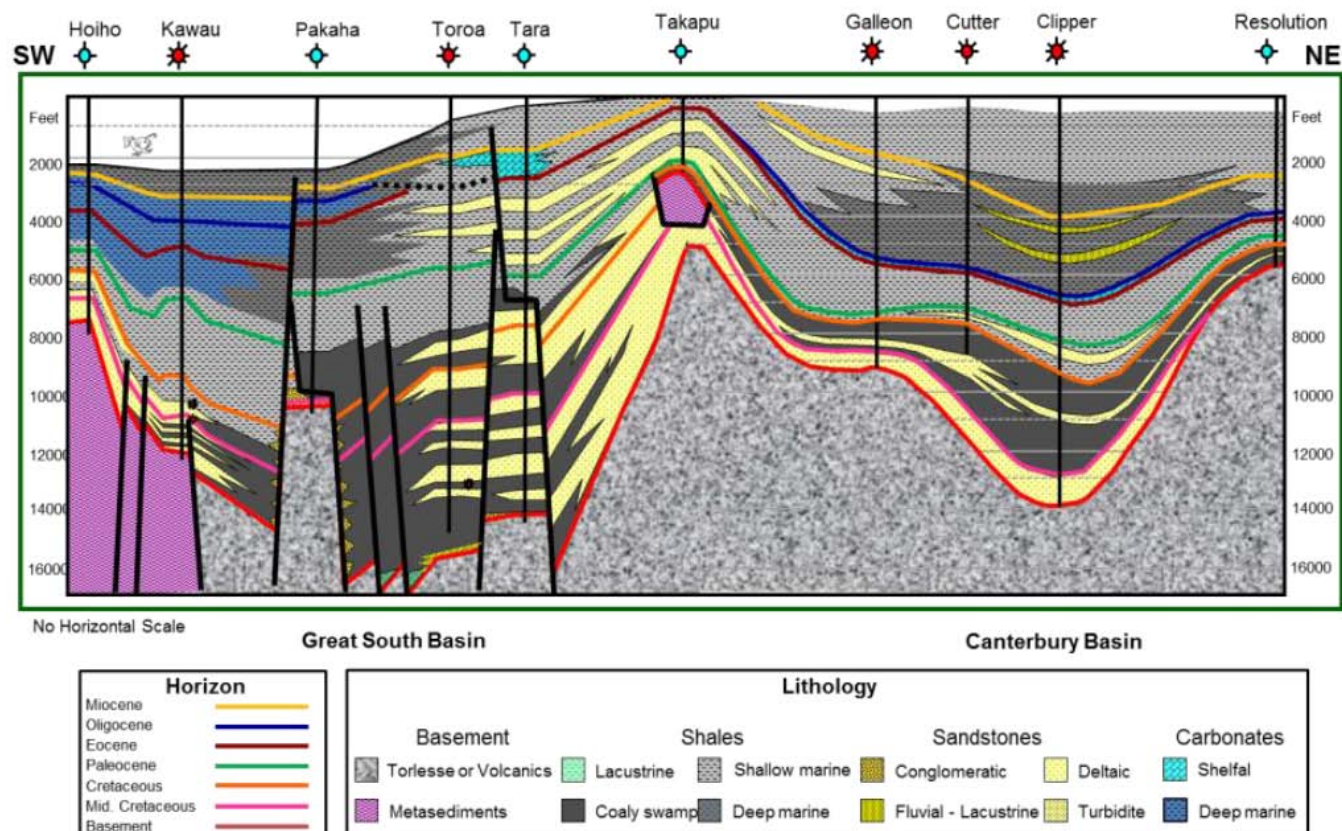 Hoiho Kawau Pakaha Toroa Tara Takapu Galleon Cutter Clipper Resolution
SW NE
Feet Feet
2000 2000
4000 4000
6000 6000
8000 8000
10000 10000
12000 12000
14000 14000
16000 16000
No Horizontal Scale
Great South Basin Canterbury Basin
Horizon
Miocene
Oligocene
Eocene
Paleocene
Cretaceous
Mid. Cretaceous
Basement
Lithology
Basement Shales Sandstones Carbonates
Torlesse or Volcanics Lacustrine Shallow marine Conglomeratic Deltaic Shelfal
Metasediments Coaly swamp Deep marine Fluvial - Lacustrine Turbidite Deep marine